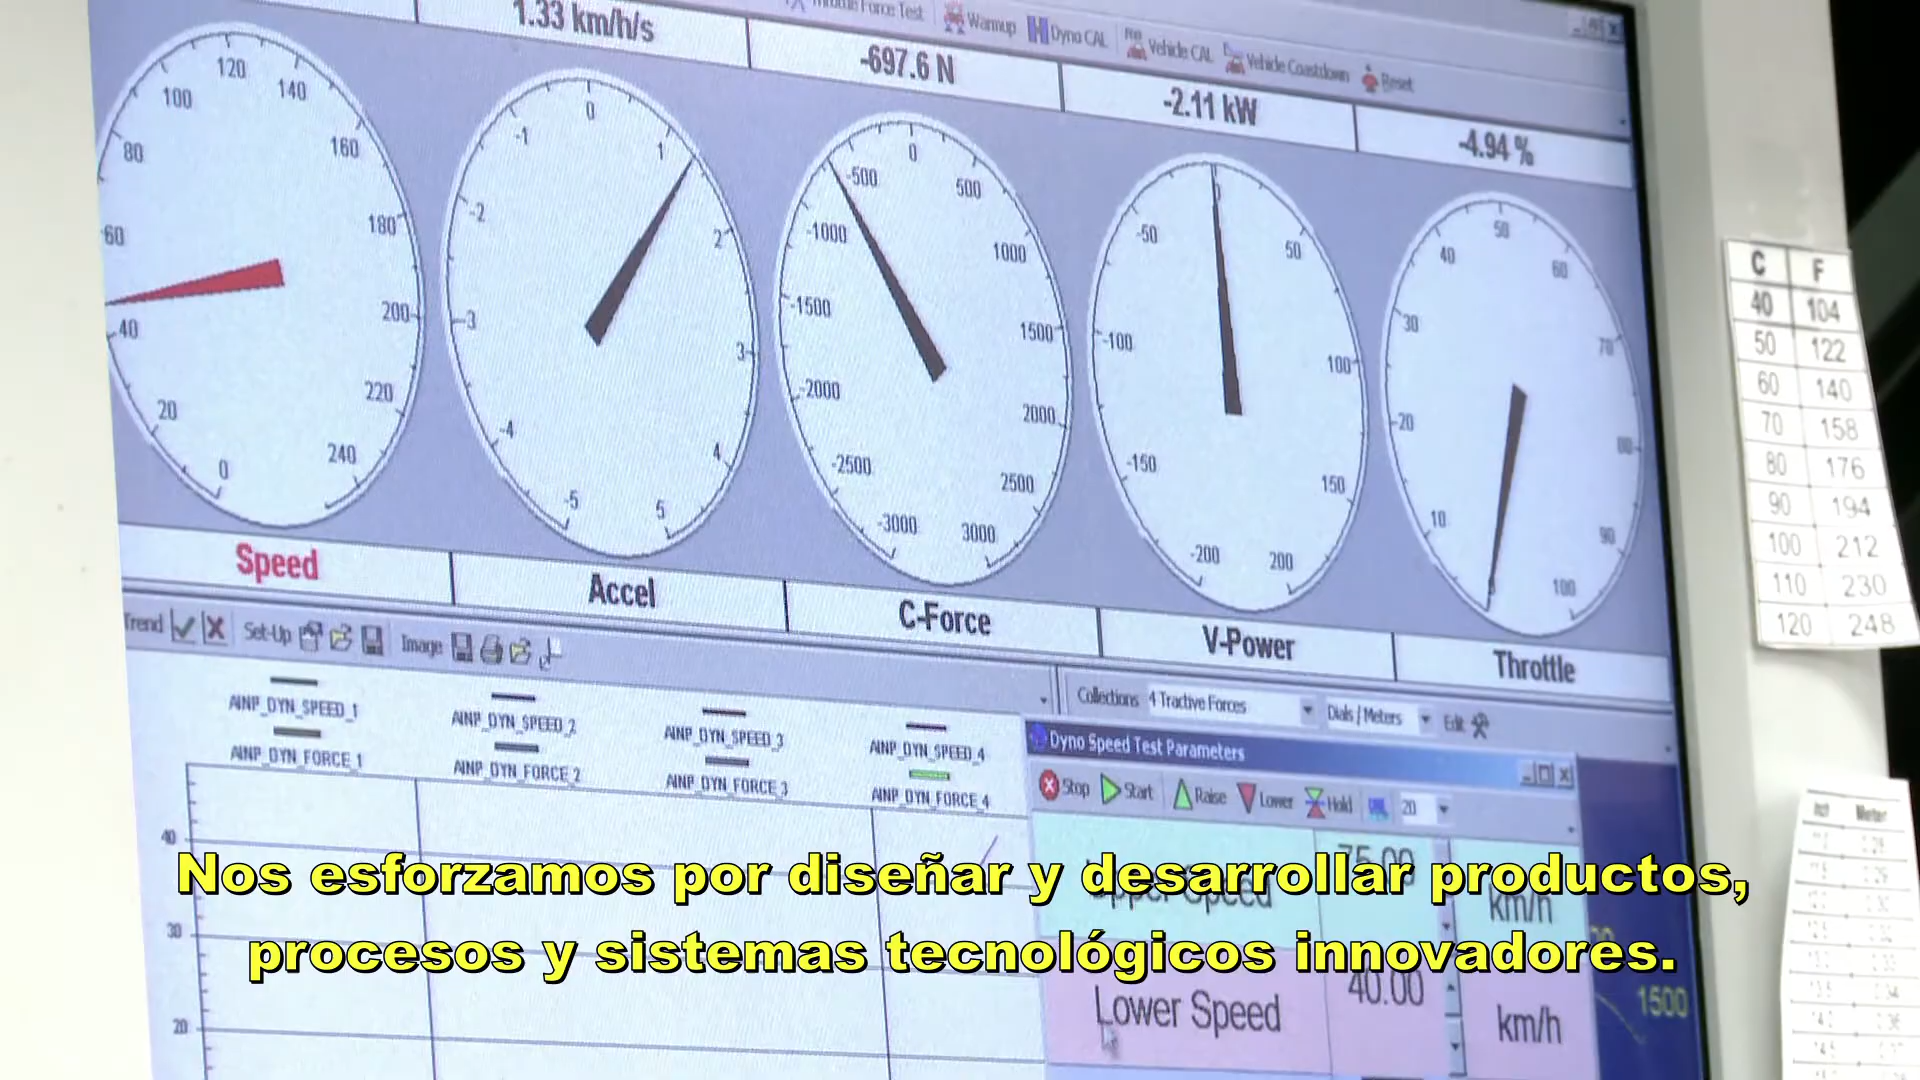 1.33 km/h/s
-697.6 N
-2.11 kW
-4.94 %
Throttle Force Test Warmup Dyno CAL Vehicle CAL Vehicle Coastdown Reset
0 20 40 60 80 100 120 140 160 180 200 220 240
-5 -4 -3 -2 -1 0 1 2 3 4 5
-3000 -2500 -2000 -1500 -1000 -500 0 500 1000 1500 2000 2500 3000
-200 -150 -100 -50 0 50 100 150 200
0 10 20 30 40 50 60 70 80 90 100
Speed
Accel
C-Force
V-Power
Throttle
Trend Set-Up Image
AINP_DYN_SPEED_1
AINP_DYN_SPEED_2
AINP_DYN_SPEED_3
AINP_DYN_SPEED_4
AINP_DYN_FORCE_1
AINP_DYN_FORCE_2
AINP_DYN_FORCE_3
AINP_DYN_FORCE_4
40
30
20
Collections 4 Tractive Forces Dials / Meters Edit
Dyno Speed Test Parameters
Stop Start Raise Lower Hold 20
Upper Speed 75.00 km/h
Lower Speed 40.00 km/h
1500
C F
40 104
50 122
60 140
70 158
80 176
90 194
100 212
110 230
120 248
Nos esforzamos por diseñar y desarrollar productos,
procesos y sistemas tecnológicos innovadores.